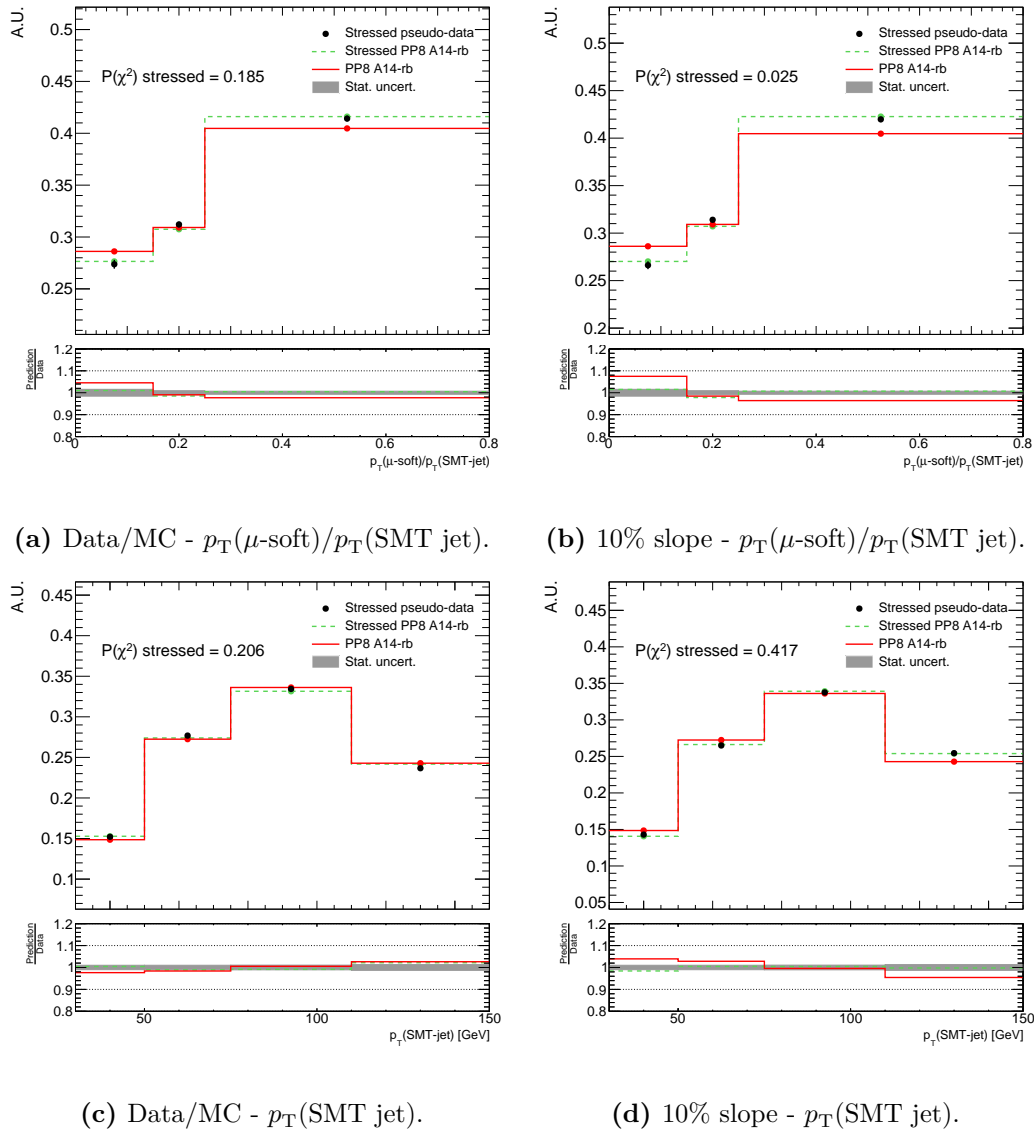 A.U.
0.5
0.45
0.4
0.35
0.3
0.25
P(χ²) stressed = 0.185
Stressed pseudo-data
Stressed PP8 A14-rb
PP8 A14-rb
Stat. uncert.
Prediction
Data
1.2
1.1
1
0.9
0.8
0 0.2 0.4 0.6 0.8
p_T(μ-soft)/p_T(SMT-jet)
A.U.
0.5
0.45
0.4
0.35
0.3
0.25
0.2
P(χ²) stressed = 0.025
Stressed pseudo-data
Stressed PP8 A14-rb
PP8 A14-rb
Stat. uncert.
Prediction
Data
1.2
1.1
1
0.9
0.8
0 0.2 0.4 0.6 0.8
p_T(μ-soft)/p_T(SMT-jet)
(a) Data/MC - p_T(μ-soft)/p_T(SMT jet).
(b) 10% slope - p_T(μ-soft)/p_T(SMT jet).
A.U.
0.45
0.4
0.35
0.3
0.25
0.2
0.15
0.1
P(χ²) stressed = 0.206
Stressed pseudo-data
Stressed PP8 A14-rb
PP8 A14-rb
Stat. uncert.
Prediction
Data
1.2
1.1
1
0.9
0.8
50 100 150
p_T(SMT-jet) [GeV]
A.U.
0.45
0.4
0.35
0.3
0.25
0.2
0.15
0.1
0.05
P(χ²) stressed = 0.417
Stressed pseudo-data
Stressed PP8 A14-rb
PP8 A14-rb
Stat. uncert.
Prediction
Data
1.2
1.1
1
0.9
0.8
50 100 150
p_T(SMT-jet) [GeV]
(c) Data/MC - p_T(SMT jet).
(d) 10% slope - p_T(SMT jet).